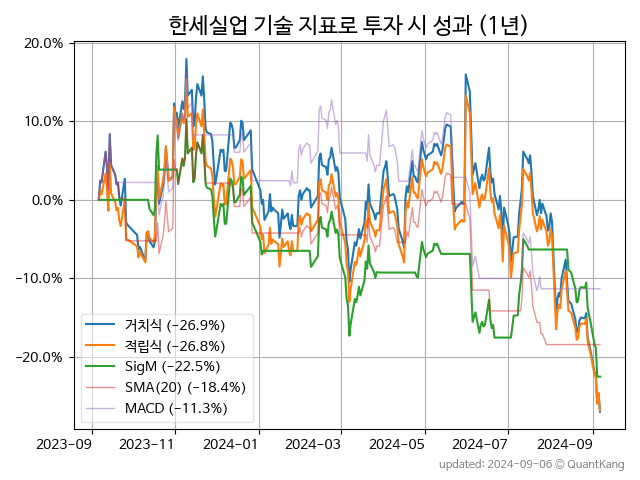 한세실업 기술 지표로 투자 시 성과 (1년)
20.0%
10.0%
0.0%
−10.0%
−20.0%
거치식 (−26.9%)
적립식 (−26.8%)
SigM (−22.5%)
SMA(20) (−18.4%)
MACD (−11.3%)
2023-09 2023-11 2024-01 2024-03 2024-05 2024-07 2024-09
updated: 2024-09-06 © QuantKang